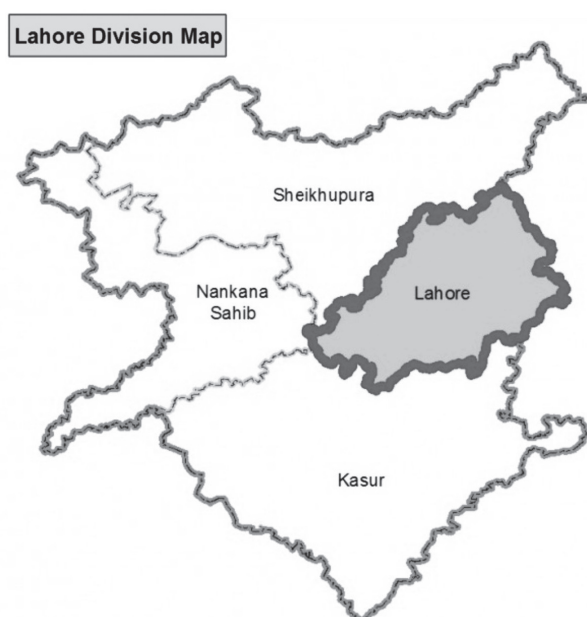 Lahore Division Map
Sheikhupura
Nankana
Sahib
Lahore
Kasur